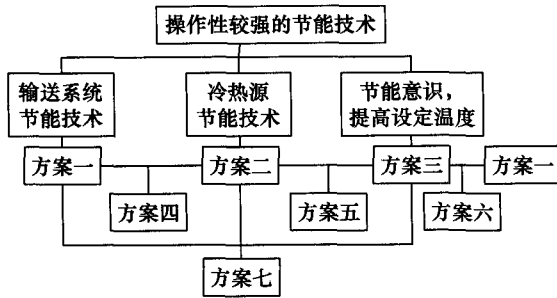 操作性较强的节能技术
输送系统
节能技术
冷热源
节能技术
节能意识，
提高设定温度
方案一
方案二
方案三
方案一
方案四
方案五
方案六
方案七